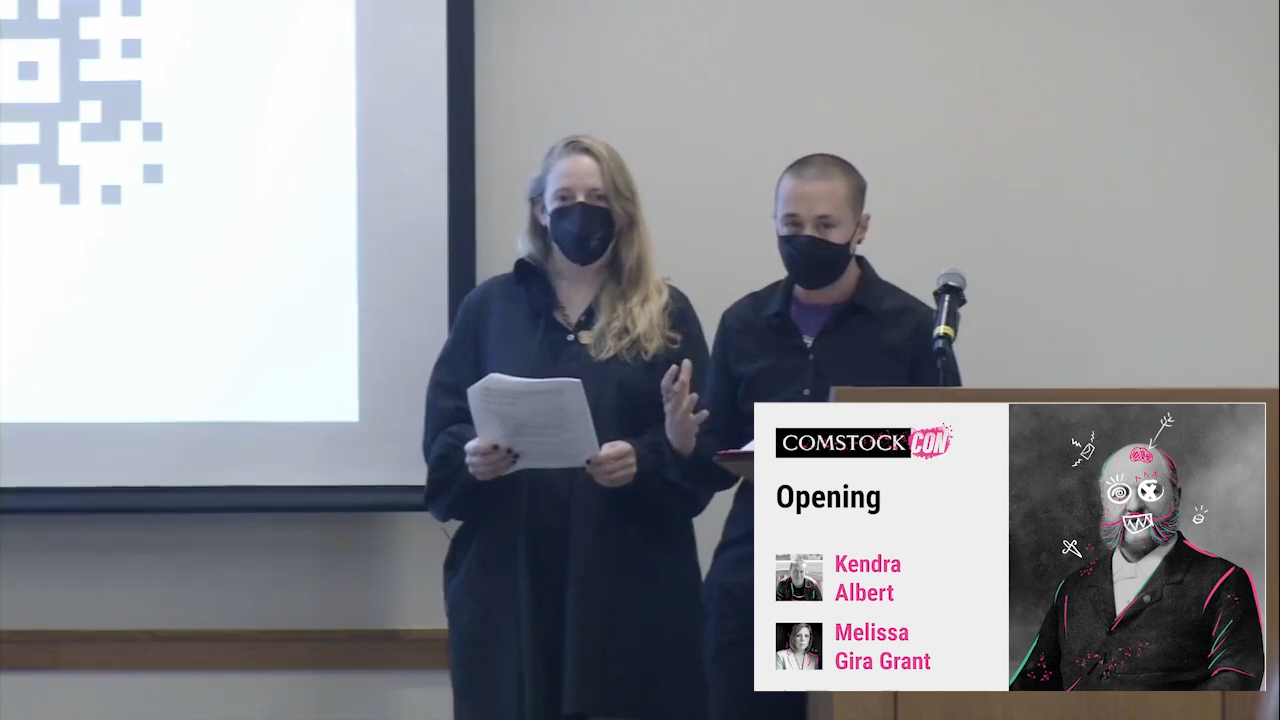 COMSTOCK CON
Opening
Kendra
Albert
Melissa
Gira Grant